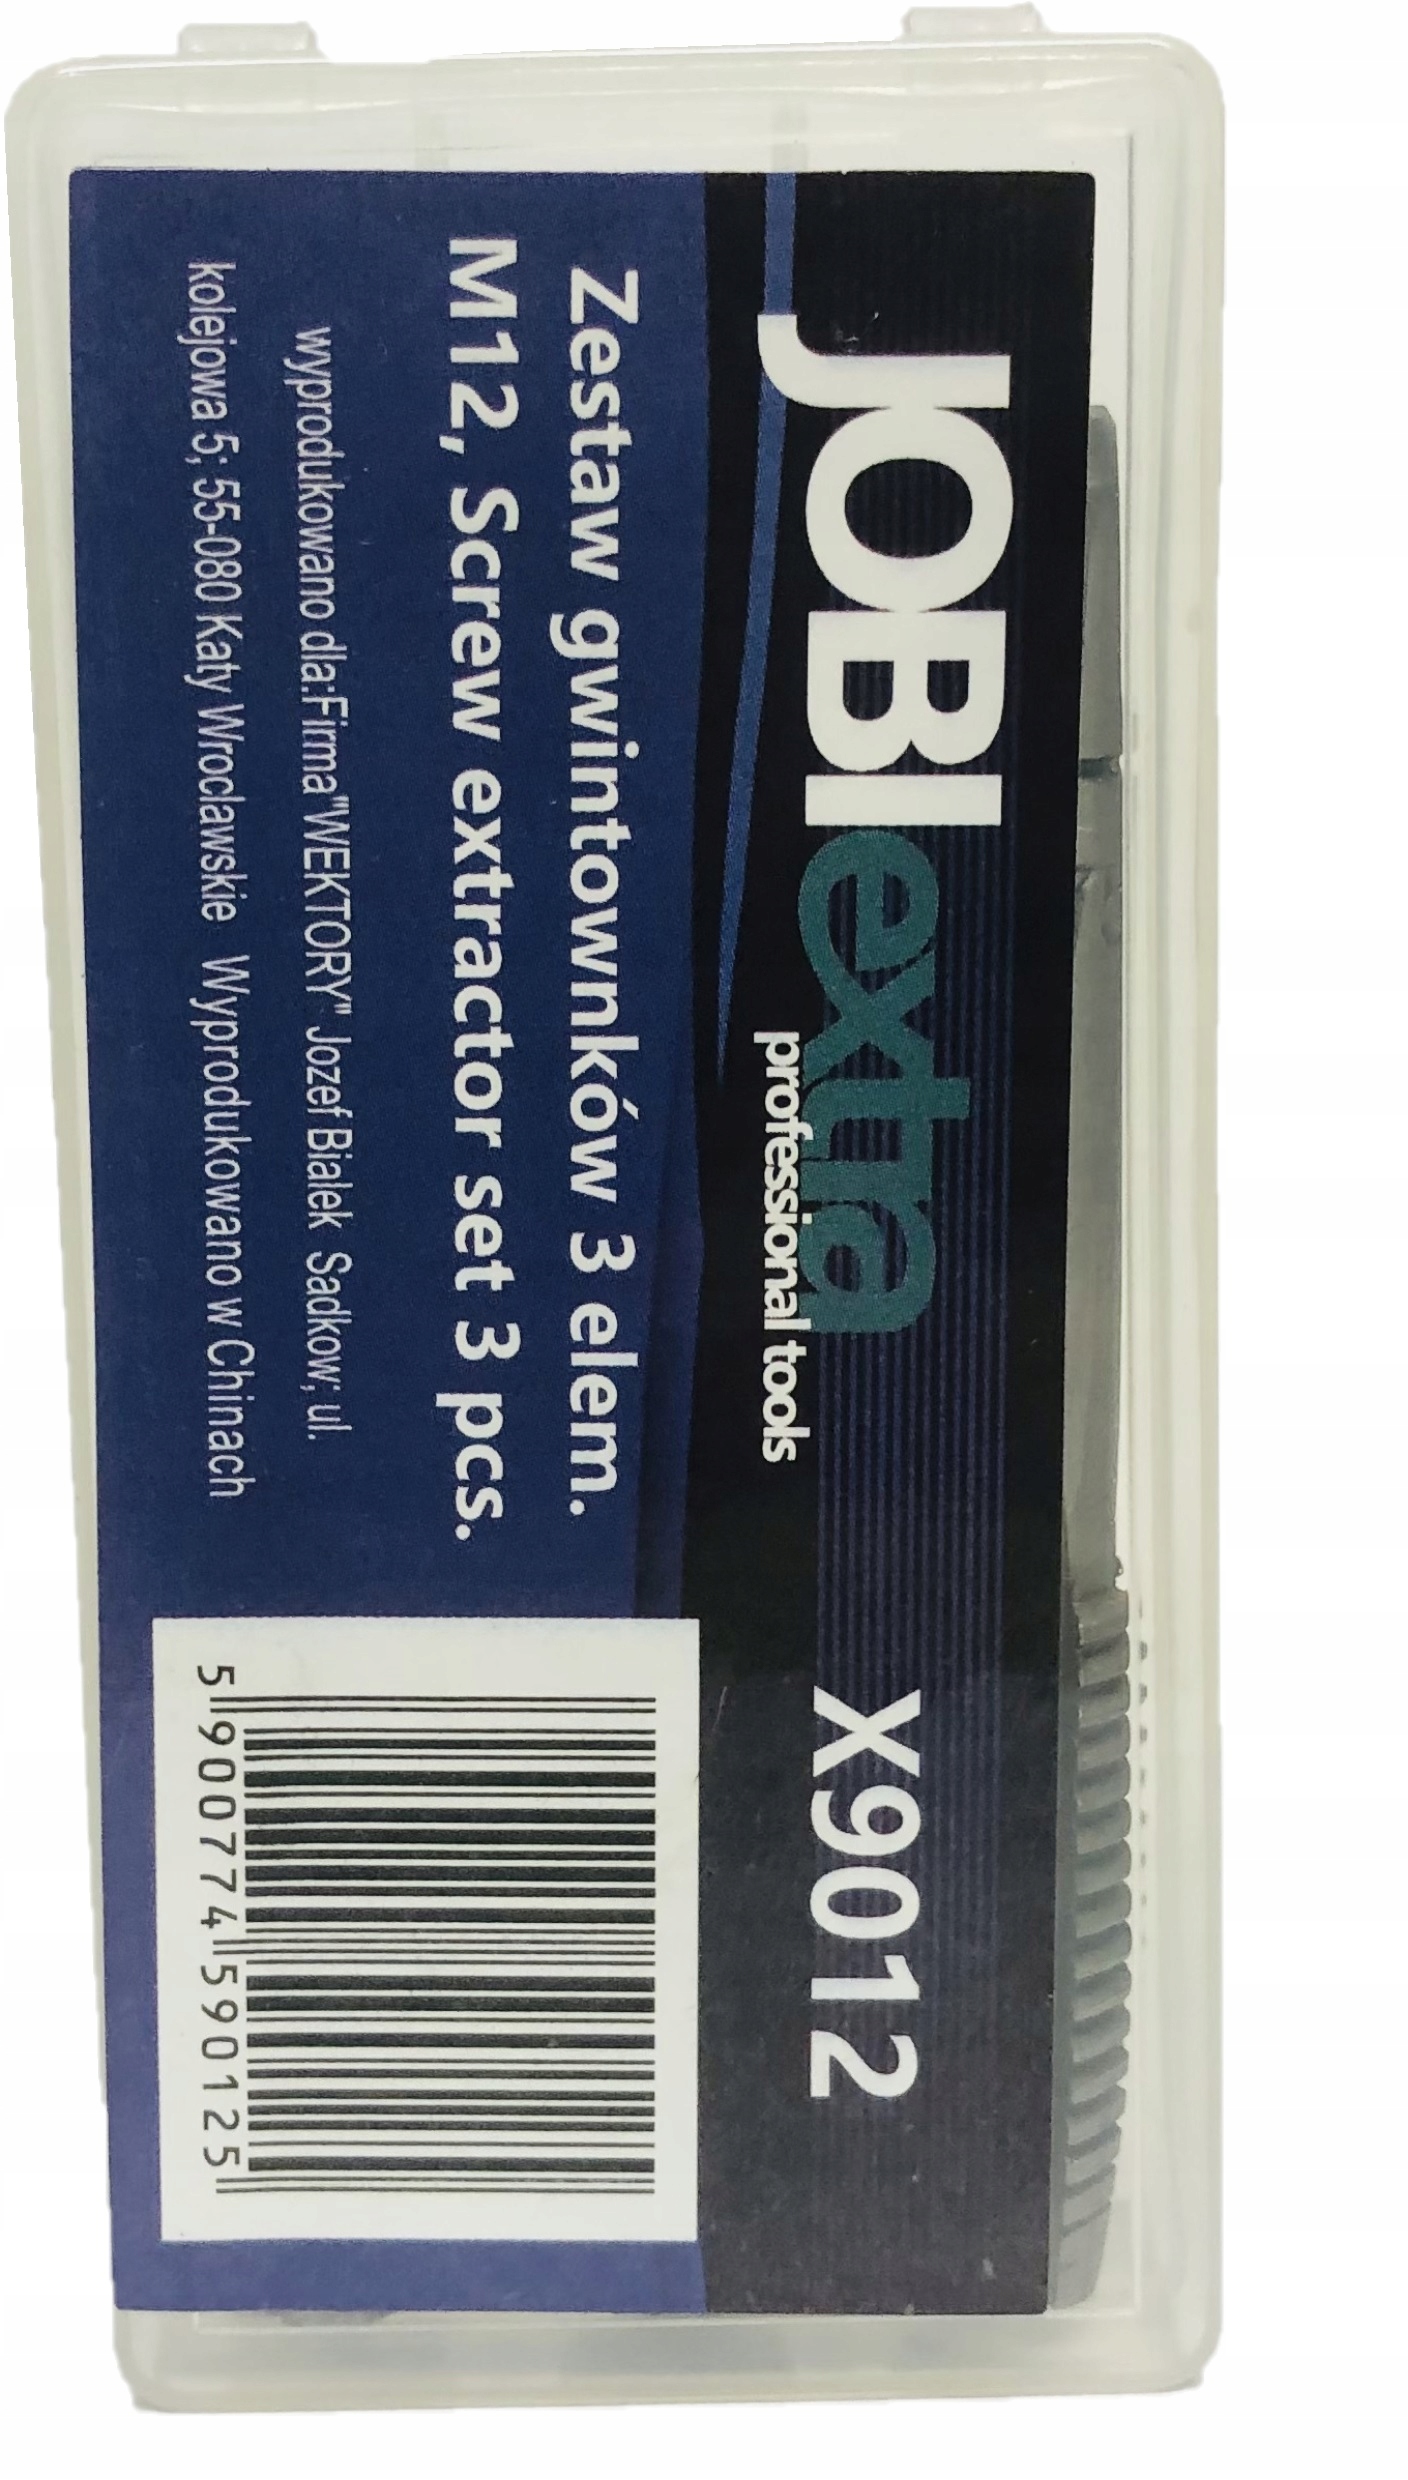 JOBIextra
professional tools
X9012
Zestaw gwintownków 3 elem.
M12, Screw extractor set 3 pcs.
wyprodukowano dla:Firma"WEKTORY" Jozef Bialek Sadkow; ul.
kolejowa 5; 55-080 Katy Wroclawskie Wyprodukowano w Chinach
5 900774 590125